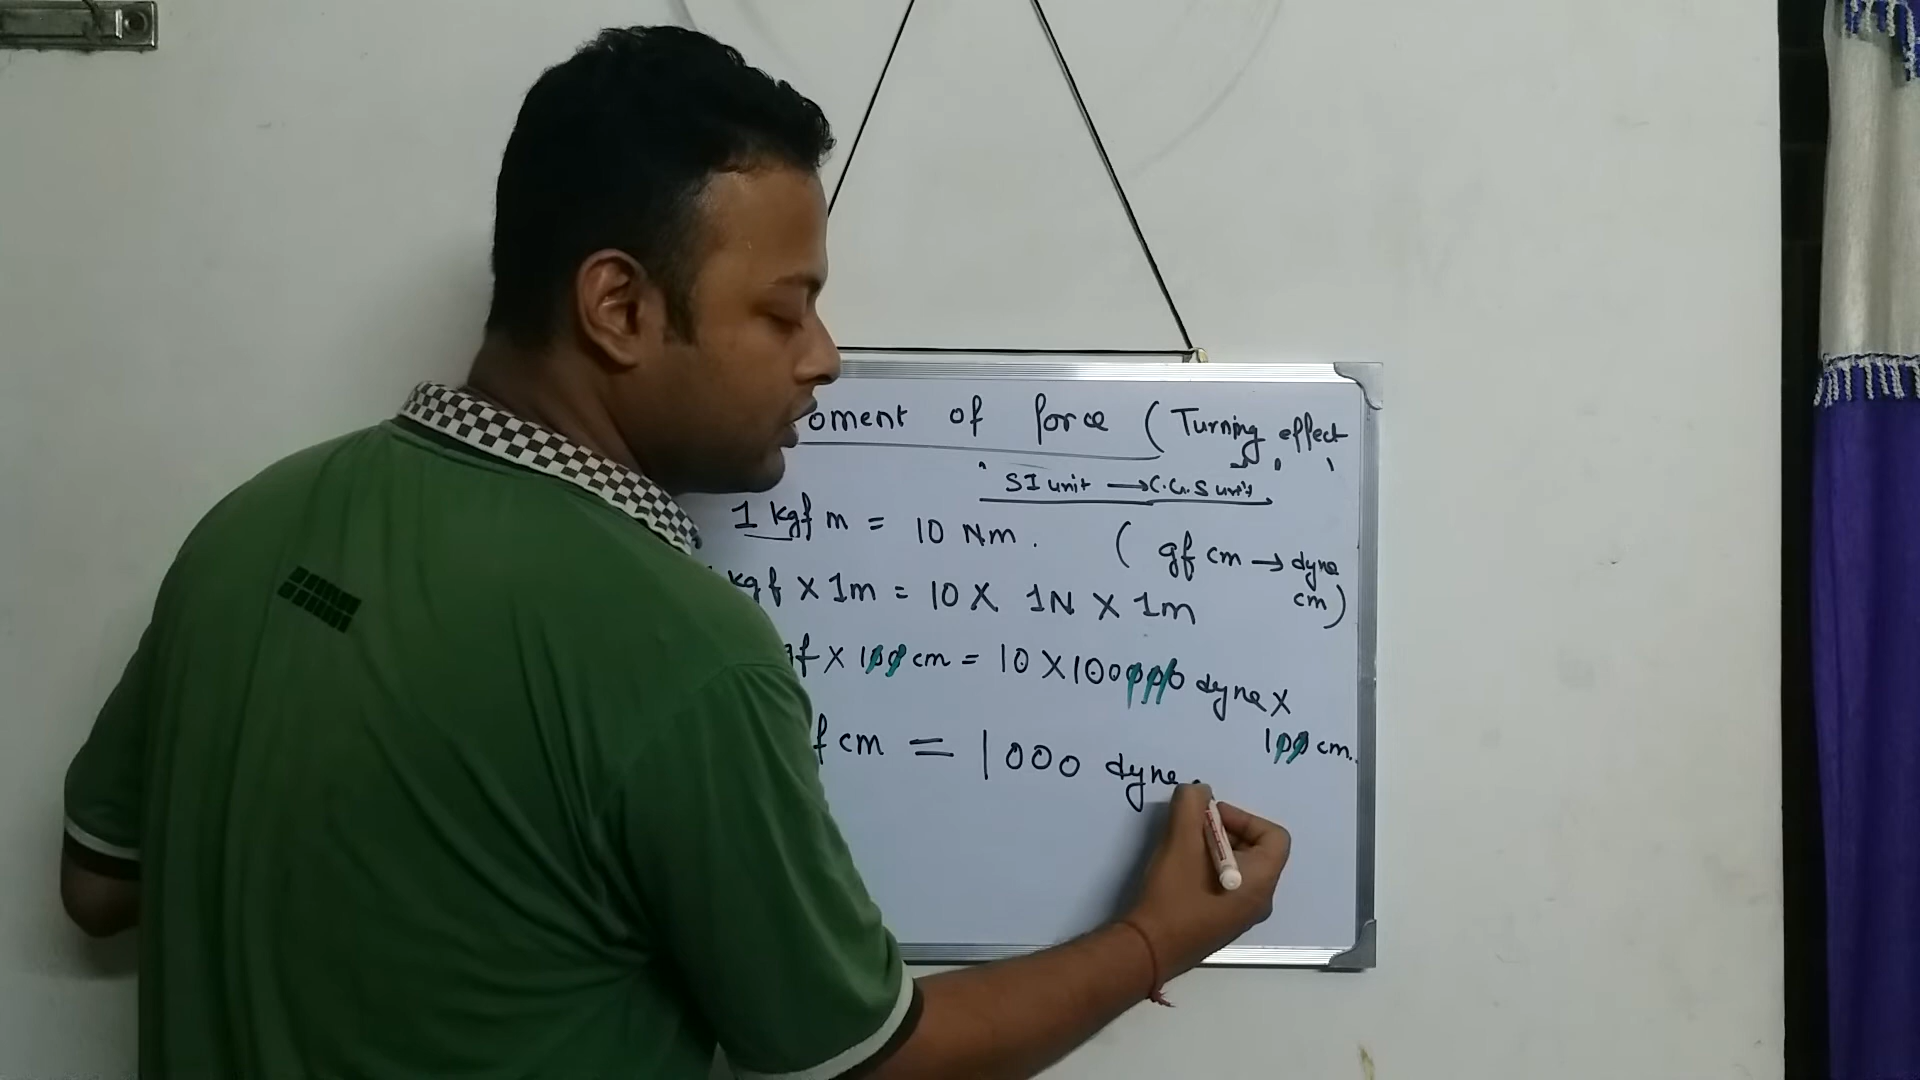 oment of force (Turning effect
SI unit → C.G.S unit
1 kgf m = 10 Nm.
(gf cm → dyne
cm)
kgf X 1m = 10 X 1N X 1m
gf X 100 cm = 10 X 100000 dyne X
100 cm.
f cm = 1000 dyne